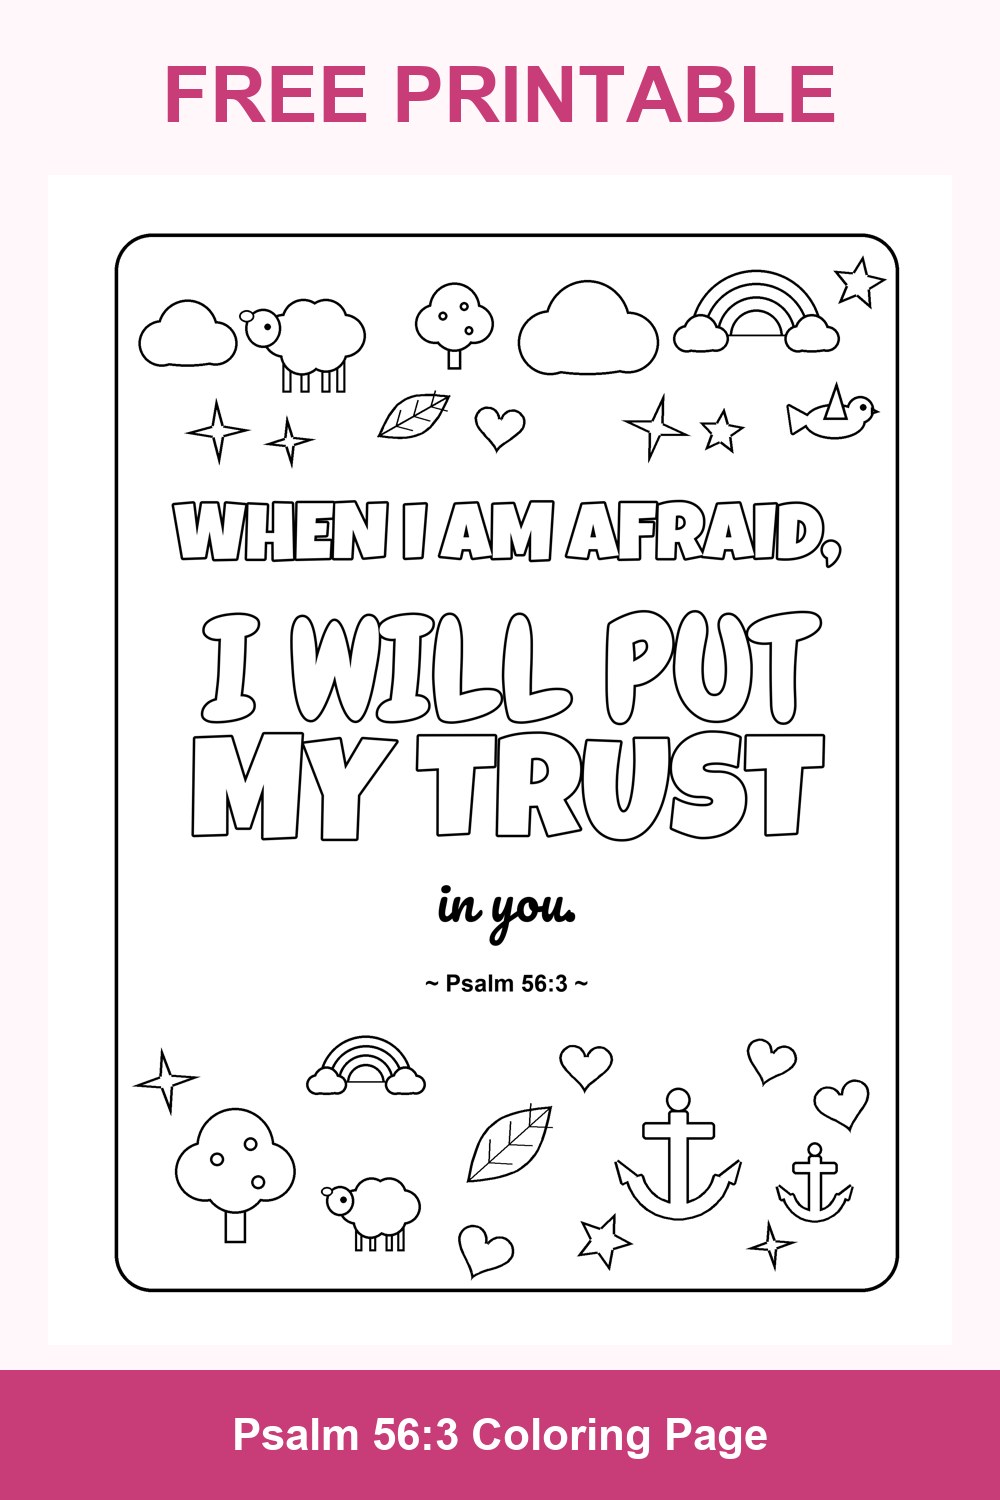 FREE PRINTABLE
WHEN I AM AFRAID,
I WILL PUT
MY TRUST
in you.
~ Psalm 56:3 ~
Psalm 56:3 Coloring Page